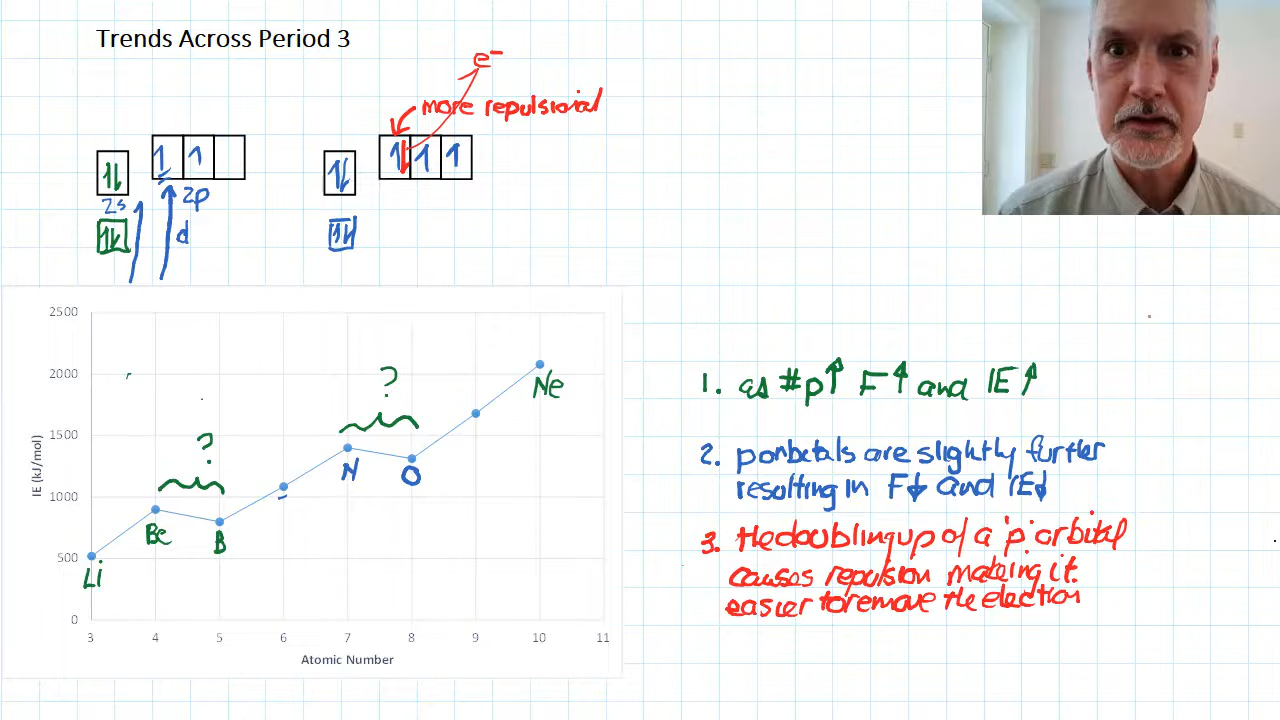 Trends Across Period 3
e⁻
more repulsion
2s
2p
d
2500
2000
1500
1000
500
0
3 4 5 6 7 8 9 10 11
IE (kJ/mol)
Atomic Number
?
?
Li
Be
B
N
O
Ne
1. as #p↑ F↑ and IE↑
2. p orbetals are slightly further
resulting in F↓ and IE↓
3. the doubling up of a 'p' orbital
causes repulsion making it
easier to remove the electron